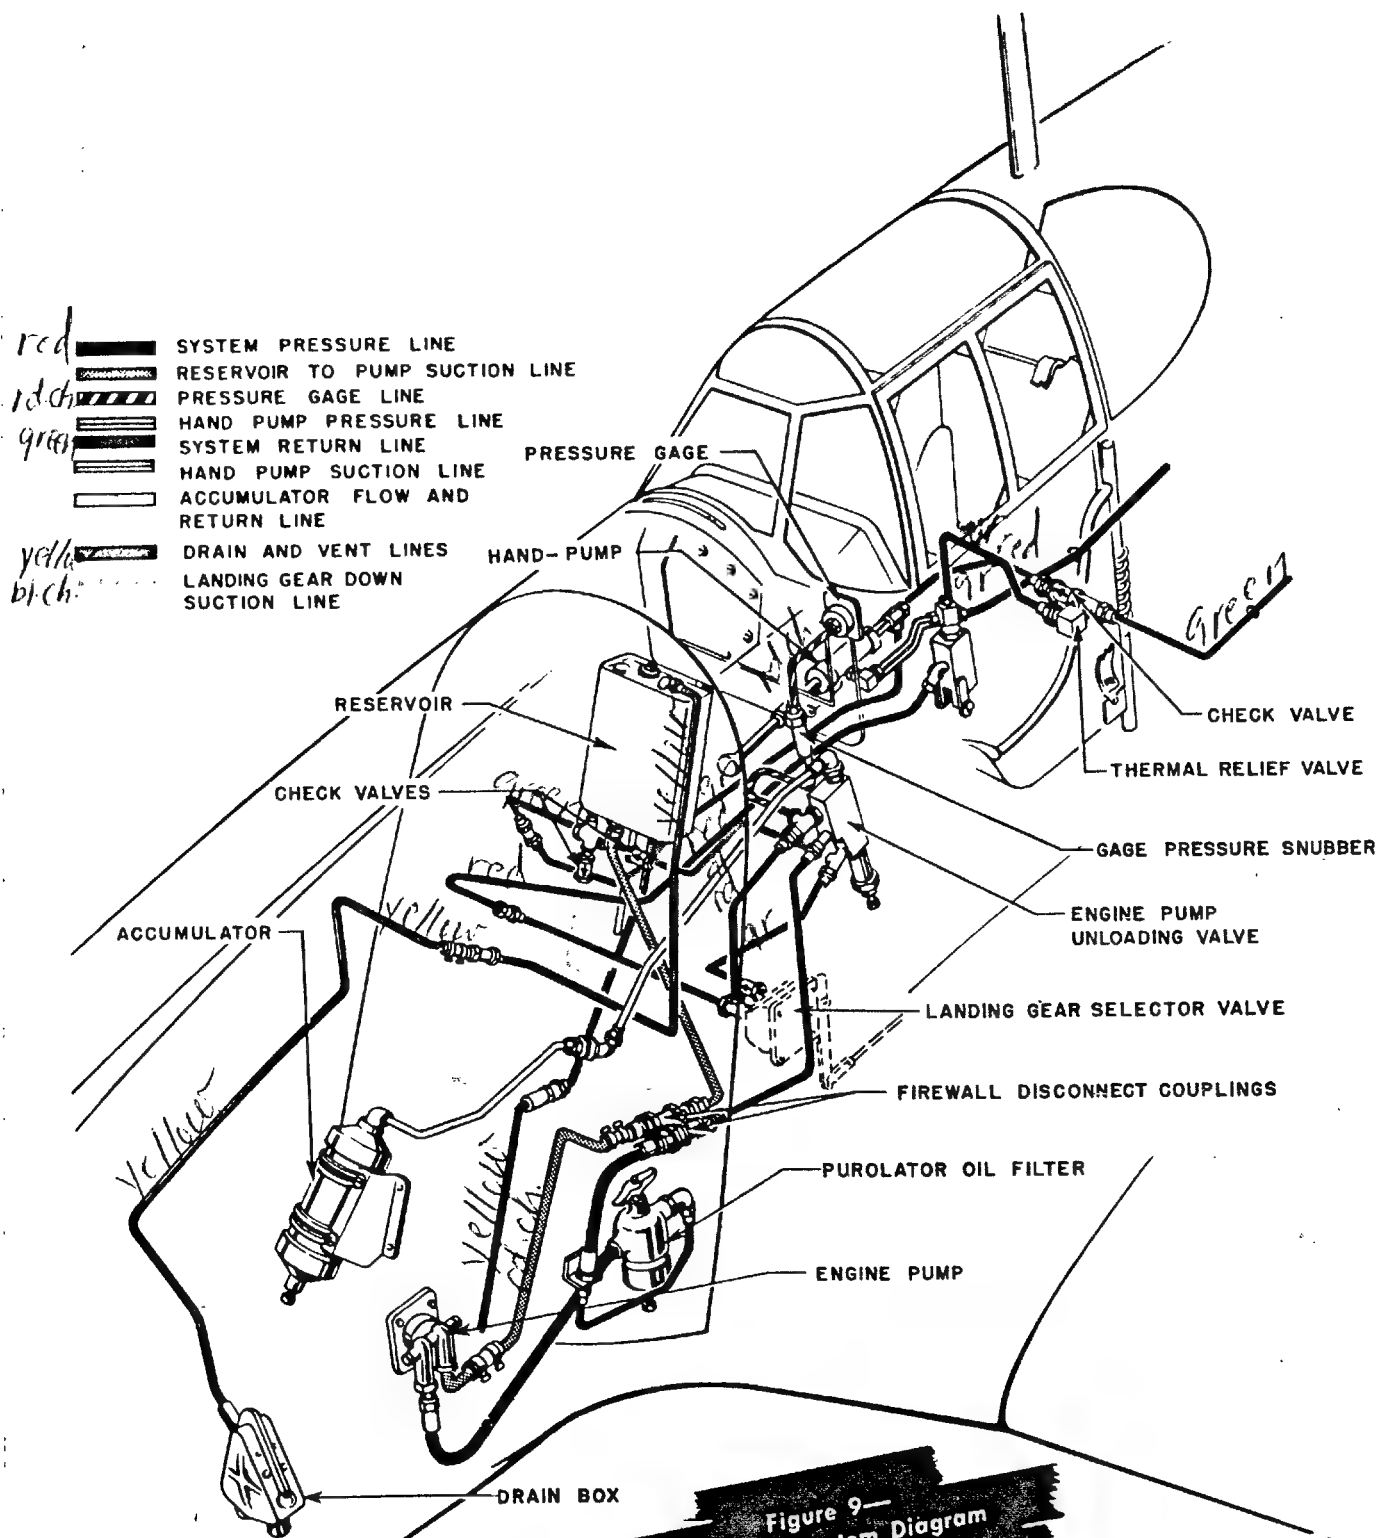 red
SYSTEM PRESSURE LINE
RESERVOIR TO PUMP SUCTION LINE
rd.ch
PRESSURE GAGE LINE
HAND PUMP PRESSURE LINE
green
SYSTEM RETURN LINE
HAND PUMP SUCTION LINE
ACCUMULATOR FLOW AND
RETURN LINE
DRAIN AND VENT LINES
LANDING GEAR DOWN
SUCTION LINE
PRESSURE GAGE
HAND-PUMP
red
gr
Green
RESERVOIR
CHECK VALVE
THERMAL RELIEF VALVE
CHECK VALVES
green
yellow
GAGE PRESSURE SNUBBER
red
yellow
ENGINE PUMP
UNLOADING VALVE
ACCUMULATOR
LANDING GEAR SELECTOR VALVE
FIREWALL DISCONNECT COUPLINGS
yellow
yellow
PUROLATOR OIL FILTER
ENGINE PUMP
DRAIN BOX
Figure 9—
Diagram